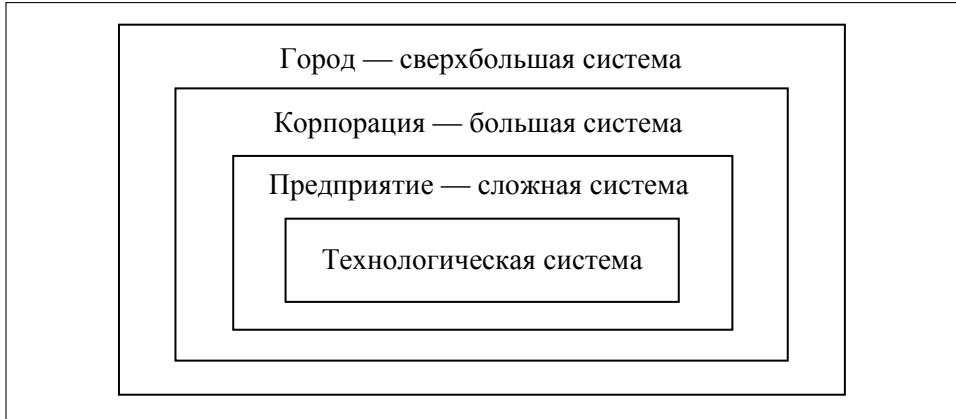 Город — сверхбольшая система
Корпорация — большая система
Предприятие — сложная система
Технологическая система